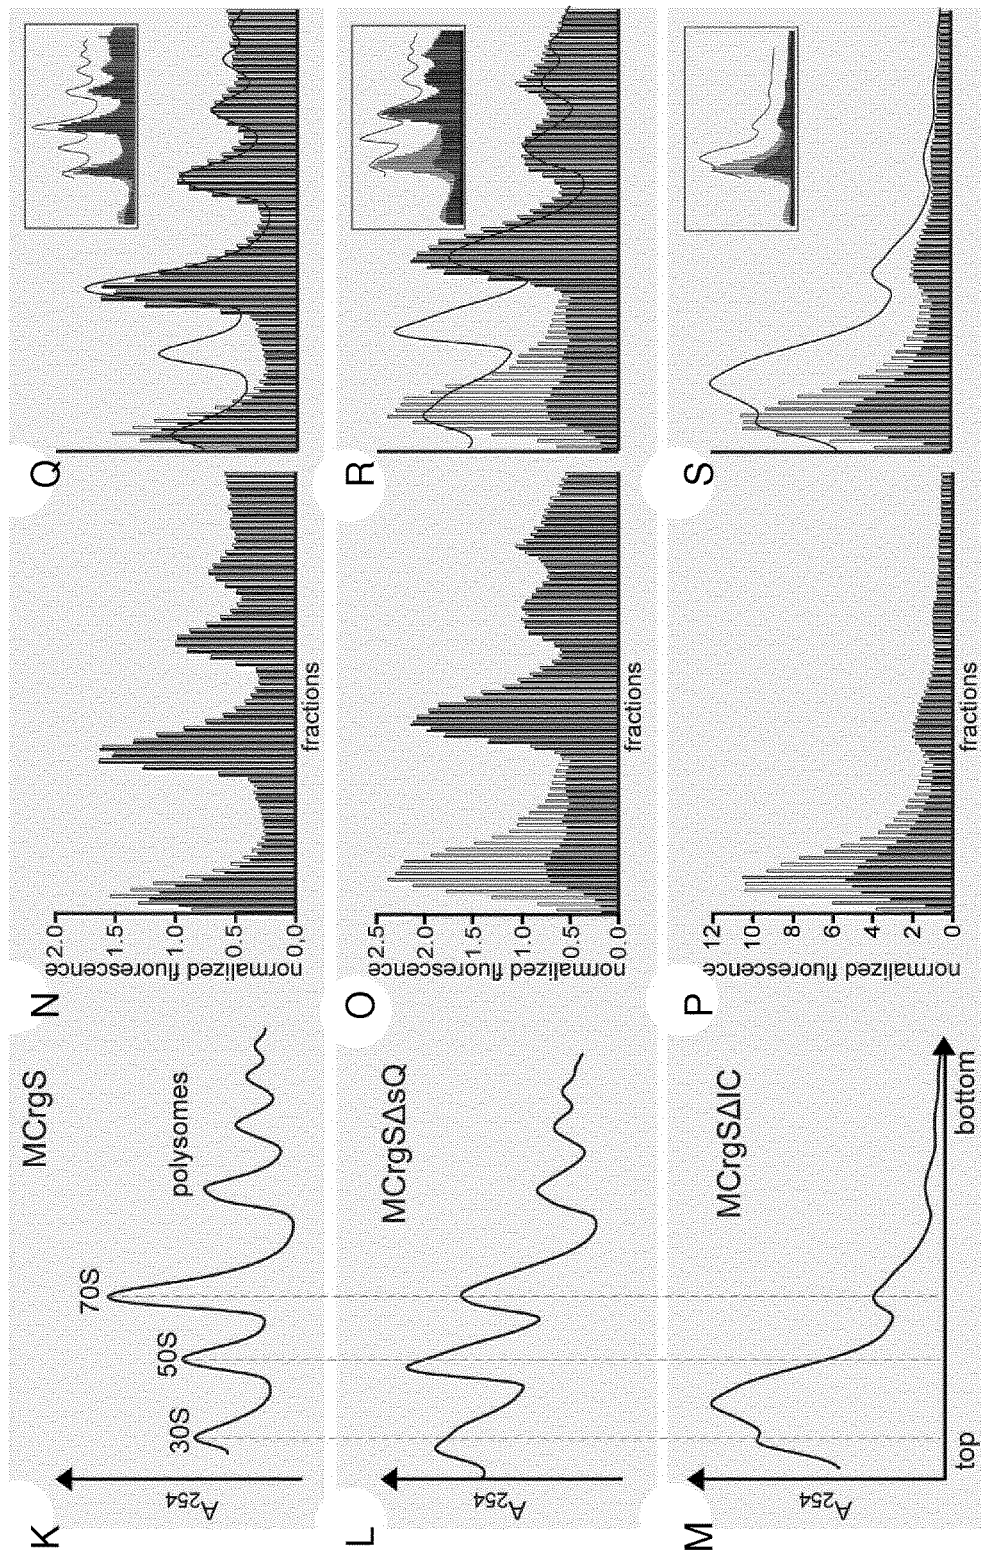 K
MCrgS
A254
30S
50S
70S
polysomes
N
normalized fluorescence
2.0
1.5
1.0
0.5
0.0
fractions
Q
L
MCrgSΔsQ
A254
O
normalized fluorescence
2.5
2.0
1.5
1.0
0.5
0.0
fractions
R
M
MCrgSΔIC
A254
top
bottom
P
normalized fluorescence
12
10
8
6
4
2
0
fractions
S